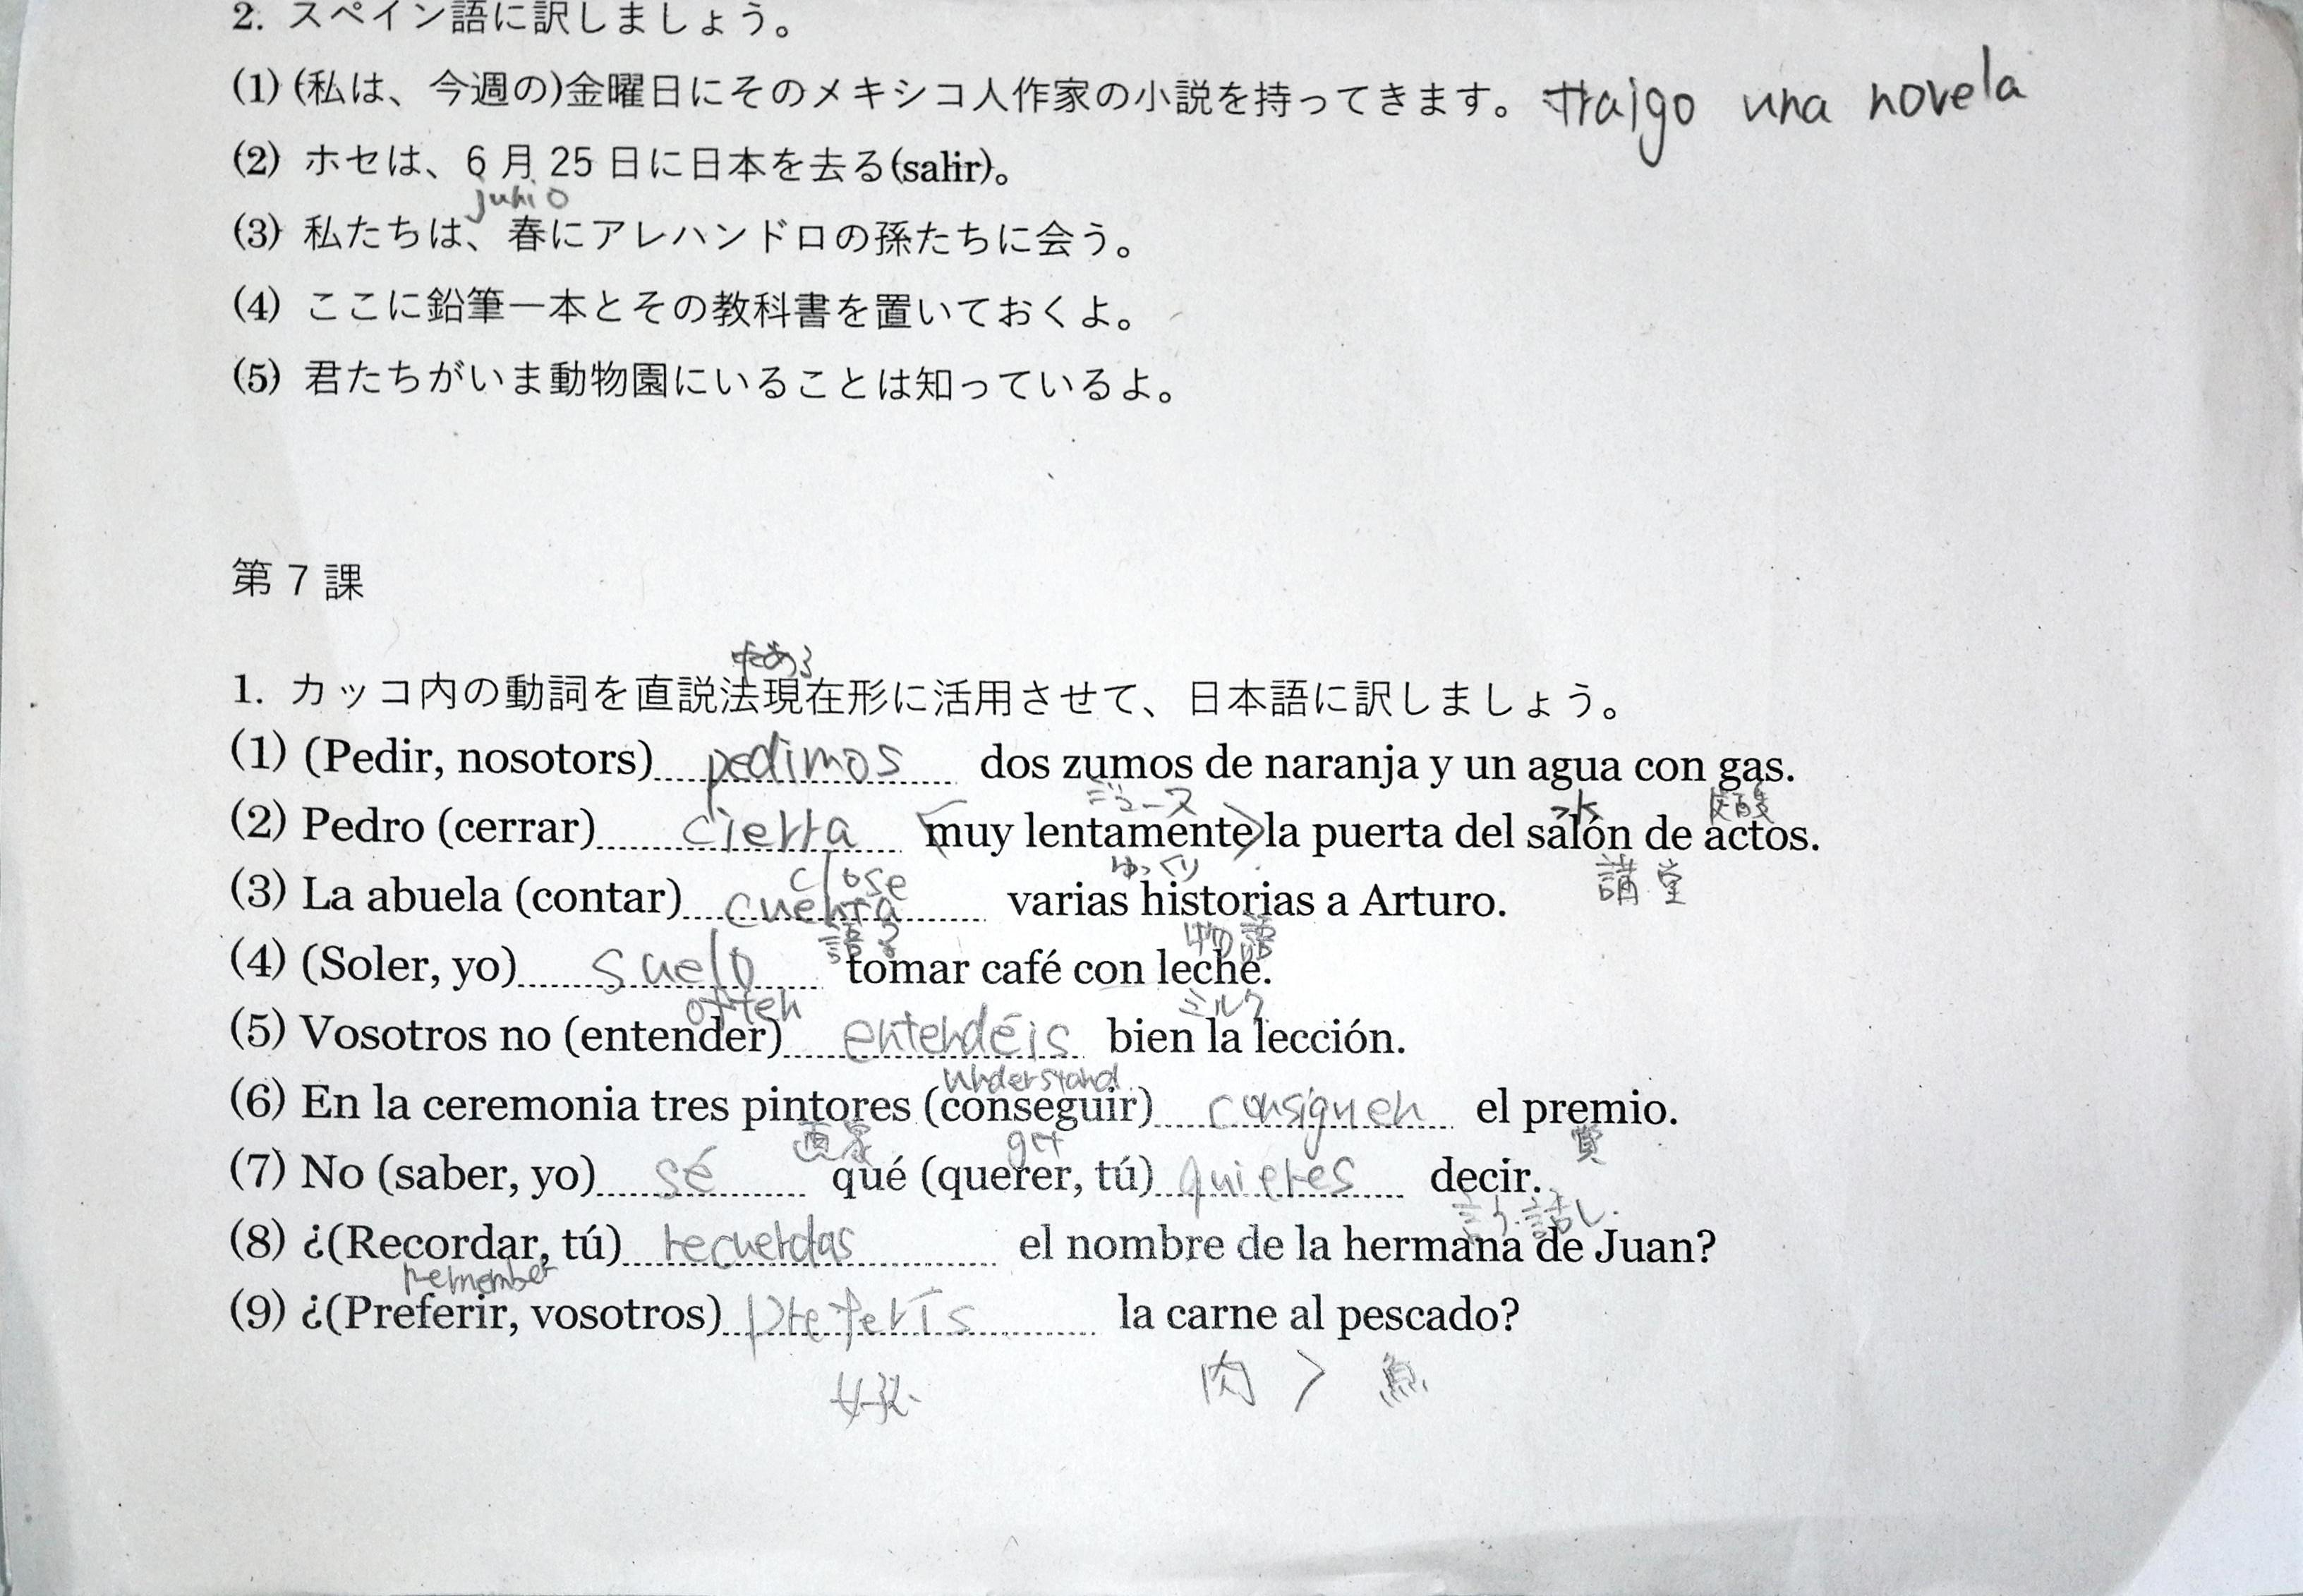 2. スペイン語に訳しましょう。
(1) (私は、今週の)金曜日にそのメキシコ人作家の小説を持ってきます。 traigo una novela
(2) ホセは、6月25日に日本を去る(salir)。
junio
(3) 私たちは、春にアレハンドロの孫たちに会う。
(4) ここに鉛筆一本とその教科書を置いておくよ。
(5) 君たちがいま動物園にいることは知っているよ。
第7課
1. カッコ内の動詞を直説法現在形に活用させて、日本語に訳しましょう。
(1) (Pedir, nosotors) pedimos dos zumos de naranja y un agua con gas.
ジュース 水 炭酸
(2) Pedro (cerrar) cierra 〈muy lentamente〉 la puerta del salón de actos.
close ゆっくり 講堂
(3) La abuela (contar) cuenta varias historias a Arturo.
語る 物語
(4) (Soler, yo) suelo tomar café con leche.
often ミルク
(5) Vosotros no (entender) entendéis bien la lección.
understand
(6) En la ceremonia tres pintores (conseguir) consiguen el premio.
画家 get 賞
(7) No (saber, yo) sé qué (querer, tú) quieres decir.
言う.話し.
(8) ¿(Recordar, tú) recuerdas el nombre de la hermana de Juan?
remember
(9) ¿(Preferir, vosotros) preferís la carne al pescado?
肉 > 魚